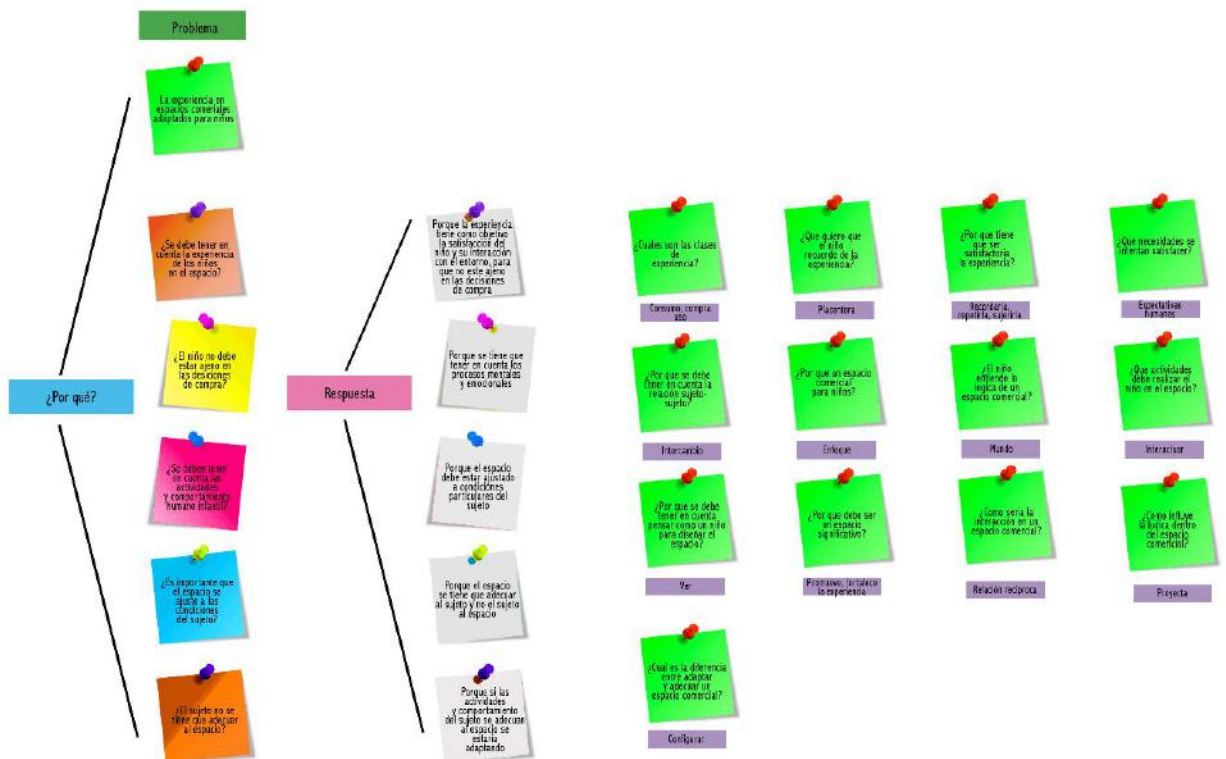 Problema
La experiencia en
espacios comeriales
adaptados para niños
¿Por qué?
¿Se debe tener en
cuenta la experiencia
de los niños
en el espacio?
¿El niño no debe
estar ajeno en
las desiciones
de compra?
¿Se deben tener
en cuenta las
actividades
y comportamiento
humano infantil?
¿Es importante que
el espacio se
ajuste a las
condiciones
del sujeto?
¿El sujeto no se
tiene que adecuar
al espacio?
Respuesta
Porque la experiencia
tiene como objetivo
la satisfacción del
niño y su interacción
con el entorno, para
que no este ajeno
en las decisiones
de compra
Porque se tiene que
tener en cuenta los
procesos mentales
y emocionales
Porque el espacio
debe estar ajustado
a condiciónes
particulares del
sujeto
Porque el espacio
se tiene que adecuar
al sujeto y no el sujeto
al espacio
Porque si las
actividades
y comportamiento
del sujeto se adecuan
al espacio se
estaria
adaptando
¿Cuales son las clases
de
experiencia?
Consumo, compra
uso
¿Que quiero que
el niño
recuerde de la
experiencia?
Placentera
¿Por que tiene
que ser
satisfactoria
la experiencia?
Recordarla,
repetirla, sujerirla
¿Que necesidades se
intentan satisfacer?
Expectativas
humanas
¿Por que se debe
tener en cuenta la
relación sujeto-
sujeto?
Intercambio
¿Por que un espacio
comercial
para niños?
Enfoque
¿El niño
entiende la
lógica de un
espacio comercial?
Mundo
¿Que actividades
debe realizar el
niño en el espacio?
¿Por que se debe
tener en cuenta
pensar como un niño
para diseñar el
espacio?
Ver
¿Por que debe ser
un espacio
significativo?
Promueve, fortalece
la experiencia
¿Como seria la
interacción en un
espacio comercial?
Relación reciproca
¿Como influye
la ludica dentro
del espacio
Proyecta
¿Cual es la diferencia
entre adaptar
y adecuar un
espacio comercial?
Configurar